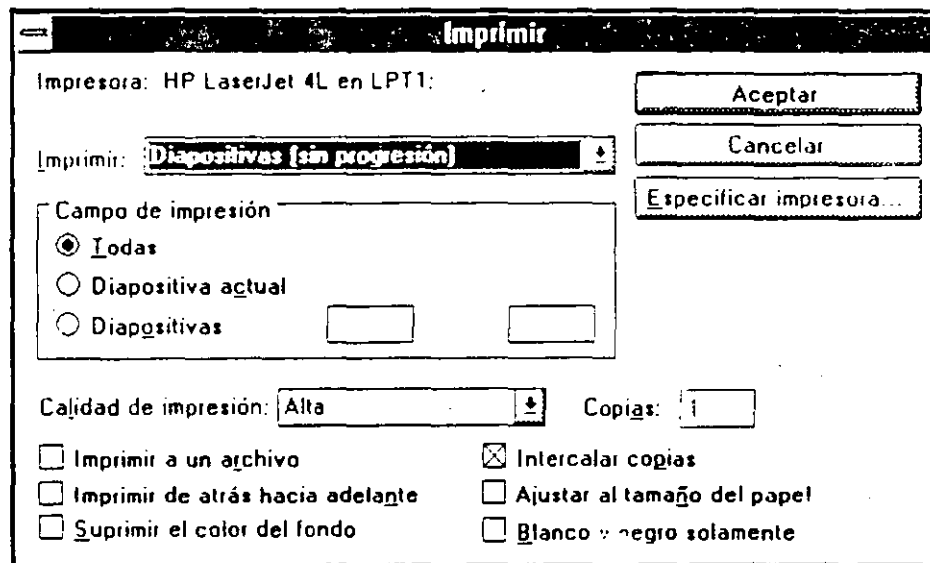 Imprimir
Impresora: HP LaserJet 4L en LPT1:
Aceptar
Imprimir: Diapositivas (sin progresión)
Cancelar
Especificar impresora...
Campo de impresión
Todas
Diapositiva actual
Diapositivas
Calidad de impresión: Alta Copias: 1
Imprimir a un archivo Intercalar copias
Imprimir de atrás hacia adelante Ajustar al tamaño del papel
Suprimir el color del fondo Blanco y negro solamente